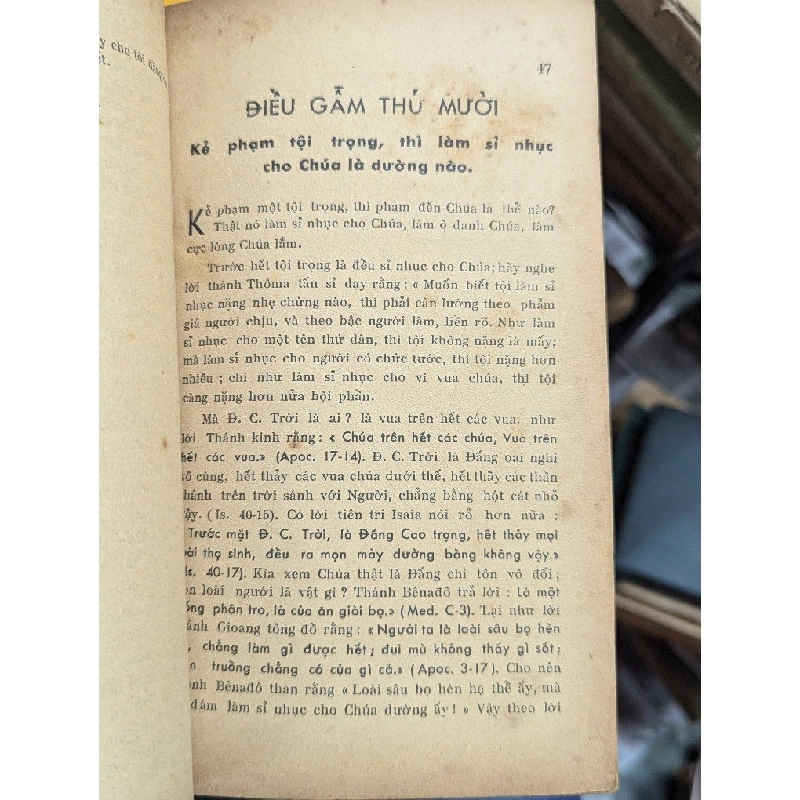 y cho tôi đáng
ết.
47
ĐIỀU GẪM THỨ MƯỜI
Kẻ phạm tội trọng, thì làm sỉ nhục
cho Chúa là dường nào.
Kẻ phạm một tội trọng, thì phạm đến Chúa là thể nào?
Thật nó làm sỉ nhục cho Chúa, làm ố danh Chúa, làm
cực lòng Chúa lắm.
Trước hết tội trọng là đều sỉ nhục cho Chúa; hãy nghe
lời thánh Thôma tấn sĩ dạy rằng: « Muốn biết tội làm sỉ
nhục nặng nhẹ chừng nào, thì phải cân lường theo phẩm
giá người chịu, và theo bậc người làm, liền rõ. Như làm
sỉ nhục cho một tên thứ dân, thì tội không nặng là mấy;
mà làm sỉ nhục cho người có chức tước, thì tội nặng hơn
nhiều; chí như làm sỉ nhục cho vì vua chúa, thì tội
càng nặng hơn nửa bội phần.
Mà Đ. C. Trời là ai? là vua trên hết các vua, như
lời Thánh kinh rằng: « Chúa trên hết các chúa, Vua trên
hết các vua.» (Apoc. 17-14). Đ. C. Trời là Đấng oai nghi
vô cùng, hết thảy các vua chúa dưới thế, hết thảy các thần
thánh trên trời sánh với Người, chẳng bằng hột cát nhỏ
vậy. (Is. 40-15). Có lời tiên tri Isaia nói rõ hơn nửa:
Trước mặt Đ. C. Trời, là Đấng Cao trọng, hết thảy mọi
loài thọ sinh, đều ra mọn mảy dường bằng không vậy.»
(Is. 40-17). Kìa xem Chúa thật là Đấng chí tôn vô đối;
còn loài người là vật gì? Thánh Bênađô trả lời: Là một
ống phân tro, là của ăn giòi bọ.» (Med. C-3). Lại như lời
thánh Gioang tông đồ rằng: « Người ta là loài sâu bọ hèn
, chẳng làm gì được hết; đui mù không thấy gì sốt;
trần truồng chẳng có của gì cả.» (Apoc. 3-17). Cho nên
thánh Bênađô than rằng « Loài sâu bọ hèn hạ thể ấy, mà
dám làm sỉ nhục cho Chúa dường ấy! » Vậy theo lời